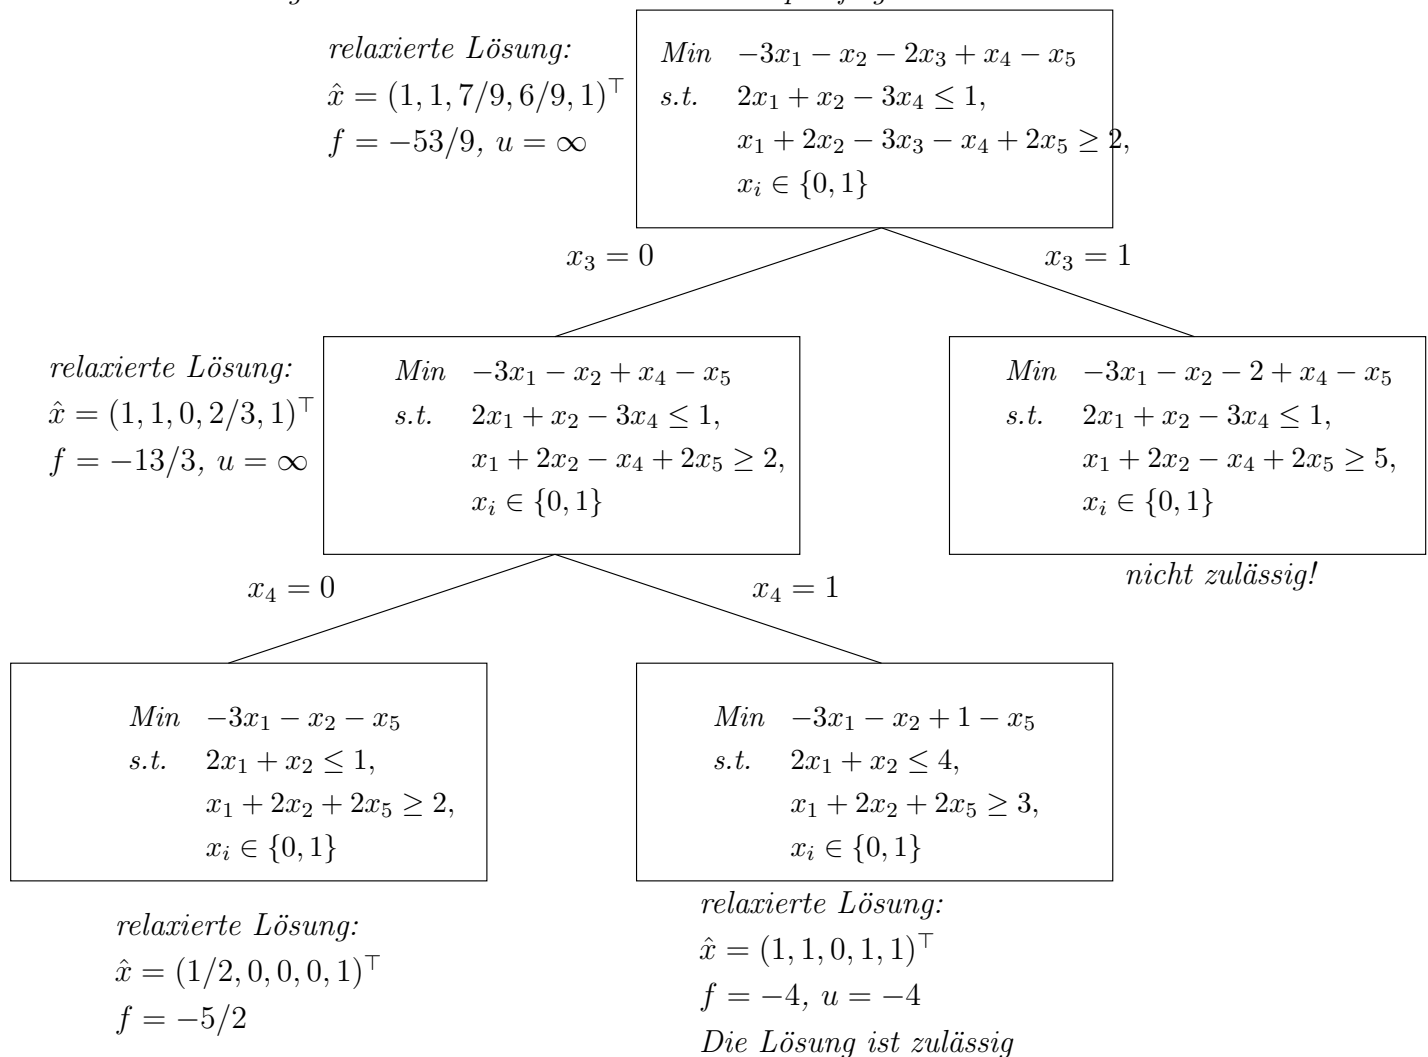 relaxierte Lösung:
x̂ = (1, 1, 7/9, 6/9, 1)⊤
f = −53/9, u = ∞
Min −3x₁ − x₂ − 2x₃ + x₄ − x₅
s.t. 2x₁ + x₂ − 3x₄ ≤ 1,
x₁ + 2x₂ − 3x₃ − x₄ + 2x₅ ≥ 2,
xᵢ ∈ {0, 1}
x₃ = 0
x₃ = 1
relaxierte Lösung:
x̂ = (1, 1, 0, 2/3, 1)⊤
f = −13/3, u = ∞
Min −3x₁ − x₂ + x₄ − x₅
s.t. 2x₁ + x₂ − 3x₄ ≤ 1,
x₁ + 2x₂ − x₄ + 2x₅ ≥ 2,
xᵢ ∈ {0, 1}
Min −3x₁ − x₂ − 2 + x₄ − x₅
s.t. 2x₁ + x₂ − 3x₄ ≤ 1,
x₁ + 2x₂ − x₄ + 2x₅ ≥ 5,
xᵢ ∈ {0, 1}
nicht zulässig!
x₄ = 0
x₄ = 1
Min −3x₁ − x₂ − x₅
s.t. 2x₁ + x₂ ≤ 1,
x₁ + 2x₂ + 2x₅ ≥ 2,
xᵢ ∈ {0, 1}
relaxierte Lösung:
x̂ = (1/2, 0, 0, 0, 1)⊤
f = −5/2
Min −3x₁ − x₂ + 1 − x₅
s.t. 2x₁ + x₂ ≤ 4,
x₁ + 2x₂ + 2x₅ ≥ 3,
xᵢ ∈ {0, 1}
relaxierte Lösung:
x̂ = (1, 1, 0, 1, 1)⊤
f = −4, u = −4
Die Lösung ist zulässig